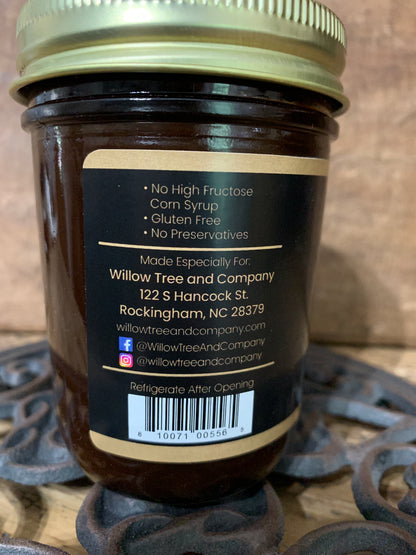 • No High Fructose
Corn Syrup
• Gluten Free
• No Preservatives
Made Especially For:
Willow Tree and Company
122 S Hancock St.
Rockingham, NC 28379
willowtreeandcompany.com
@WillowTreeAndCompany
@willowtreeandcompany
Refrigerate After Opening
6 10071 00556 5